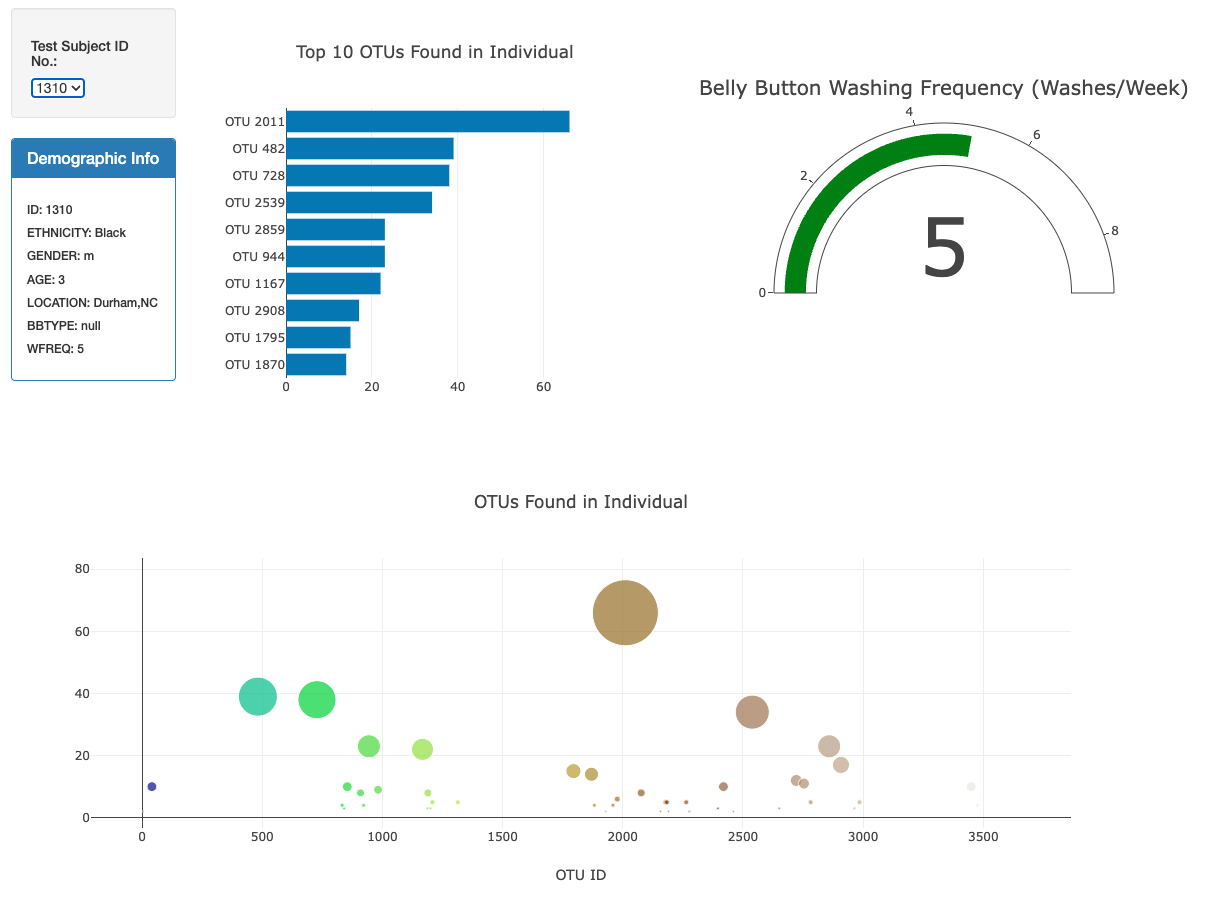 Test Subject ID
No.:
1310
Demographic Info
ID: 1310
ETHNICITY: Black
GENDER: m
AGE: 3
LOCATION: Durham,NC
BBTYPE: null
WFREQ: 5
Top 10 OTUs Found in Individual
OTU 2011
OTU 482
OTU 728
OTU 2539
OTU 2859
OTU 944
OTU 1167
OTU 2908
OTU 1795
OTU 1870
0 20 40 60
Belly Button Washing Frequency (Washes/Week)
0 2 4 6 8
5
OTUs Found in Individual
80
60
40
20
0
0 500 1000 1500 2000 2500 3000 3500
OTU ID